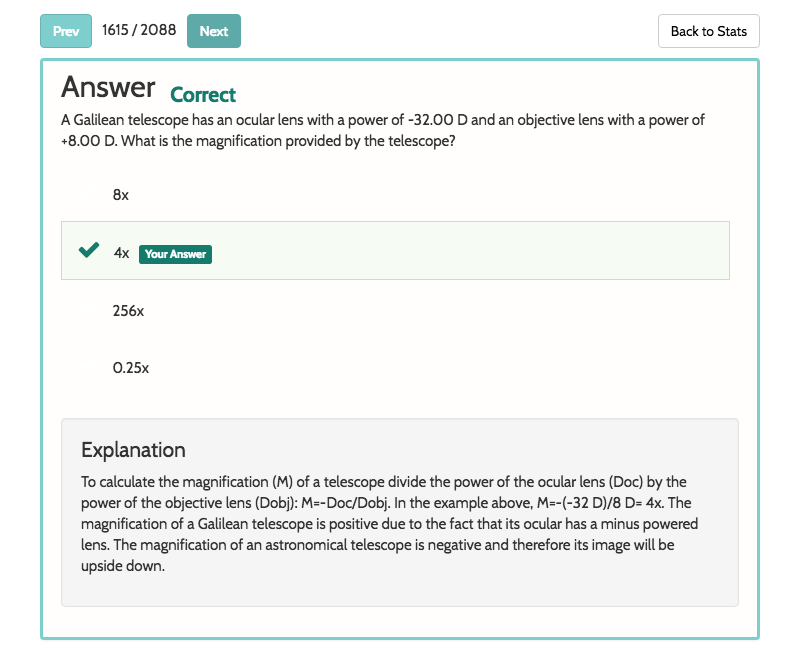 Prev 1615 / 2088 Next Back to Stats
Answer Correct
A Galilean telescope has an ocular lens with a power of -32.00 D and an objective lens with a power of
+8.00 D. What is the magnification provided by the telescope?
8x
4x Your Answer
256x
0.25x
Explanation
To calculate the magnification (M) of a telescope divide the power of the ocular lens (Doc) by the
power of the objective lens (Dobj): M=-Doc/Dobj. In the example above, M=-(-32 D)/8 D= 4x. The
magnification of a Galilean telescope is positive due to the fact that its ocular has a minus powered
lens. The magnification of an astronomical telescope is negative and therefore its image will be
upside down.